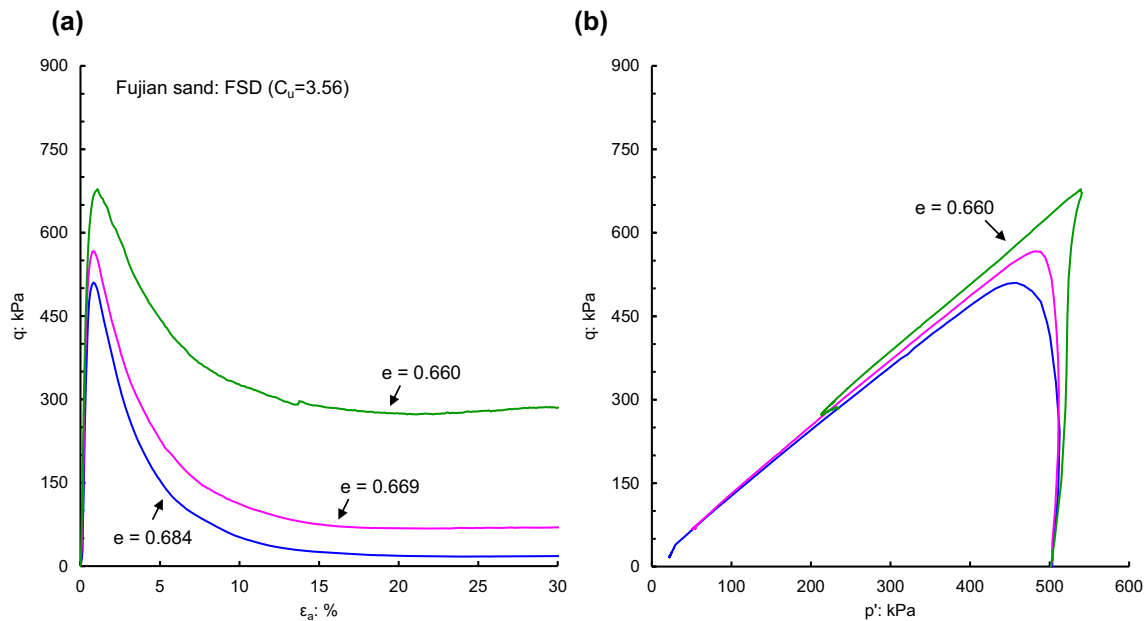 (a)
q: kPa
900
750
600
450
300
150
0
Fujian sand: FSD (Cᵤ=3.56)
e = 0.660
e = 0.669
e = 0.684
0 5 10 15 20 25 30
εₐ: %
(b)
q: kPa
900
750
600
450
300
150
0
e = 0.660
0 100 200 300 400 500 600
p': kPa